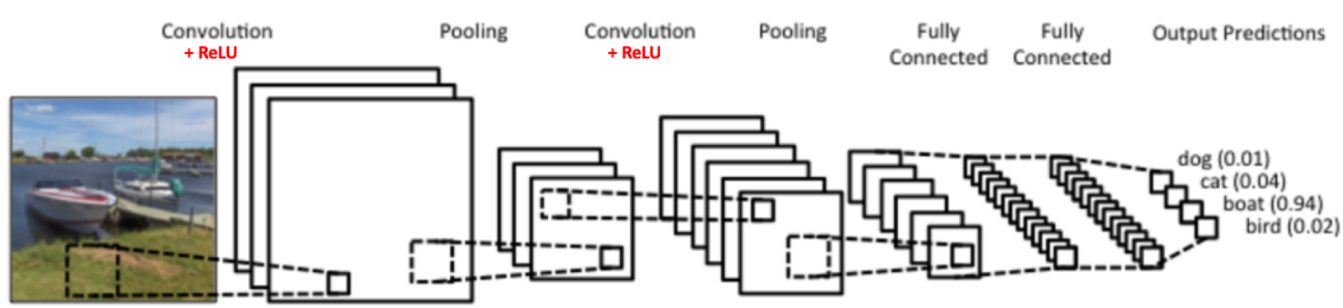 Convolution
+ ReLU
Pooling
Convolution
+ ReLU
Pooling
Fully
Connected
Fully
Connected
Output Predictions
dog (0.01)
cat (0.04)
boat (0.94)
bird (0.02)